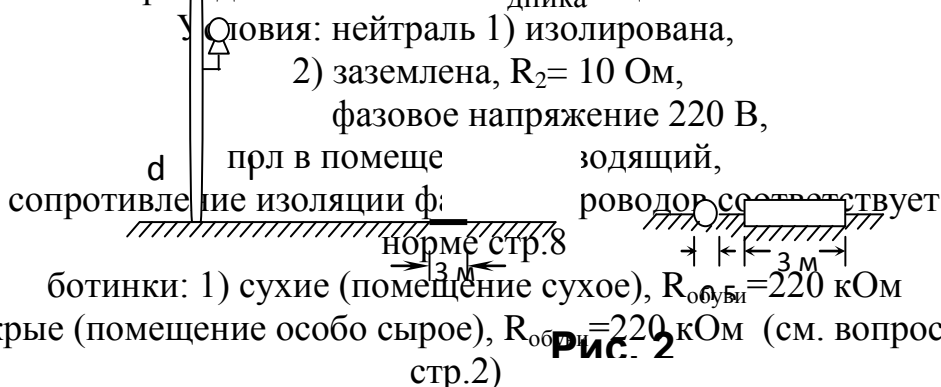 дника
Условия: нейтраль 1) изолирована,
2) заземлена, R₂= 10 Ом,
фазовое напряжение 220 В,
d пол в помеще водящий,
сопротивление изоляции ф роводов соответствует
норме стр.8
3 м 3 м
ботинки: 1) сухие (помещение сухое), Rобуви=220 кОм
крые (помещение особо сырое), Rобуви=220 кОм (см. вопрос
Рис. 2
стр.2)